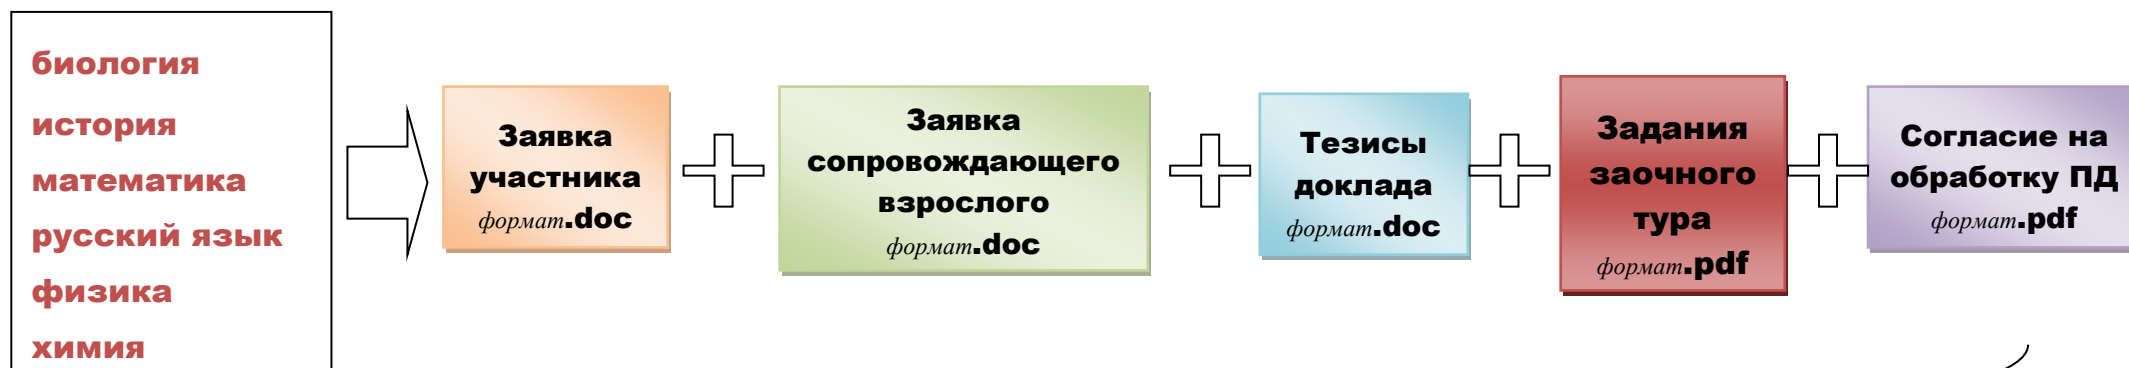 биология
история
математика
русский язык
физика
химия
Заявка
участника
формат.doc
Заявка
сопровождающего
взрослого
формат.doc
Тезисы
доклада
формат.doc
Задания
заочного
тура
формат.pdf
Согласие на
обработку ПД
формат.pdf